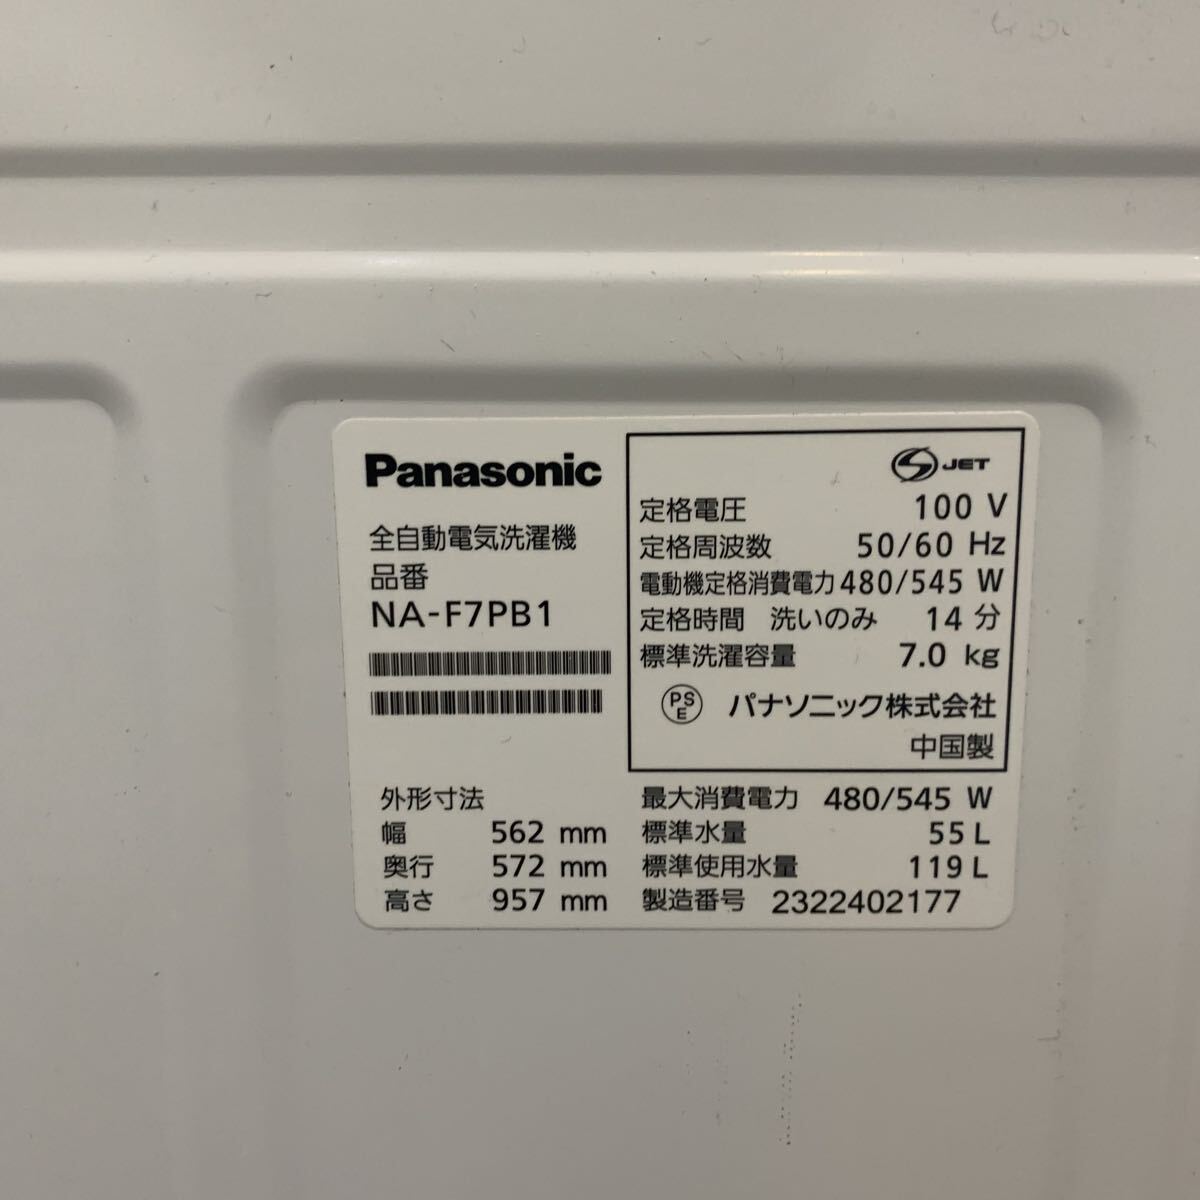 Panasonic
全自動電気洗濯機
品番
NA-F7PB1
JET
定格電圧 100 V
定格周波数 50/60 Hz
電動機定格消費電力 480/545 W
定格時間 洗いのみ 14 分
標準洗濯容量 7.0 kg
PS
E
パナソニック株式会社
中国製
外形寸法
幅 562 mm
奥行 572 mm
高さ 957 mm
最大消費電力 480/545 W
標準水量 55 L
標準使用水量 119 L
製造番号 2322402177